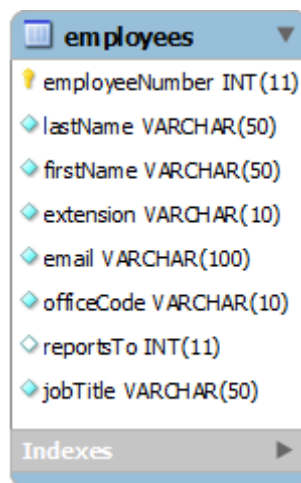 employees
employeeNumber INT(11)
lastName VARCHAR(50)
firstName VARCHAR(50)
extension VARCHAR(10)
email VARCHAR(100)
officeCode VARCHAR(10)
reportsTo INT(11)
jobTitle VARCHAR(50)
Indexes